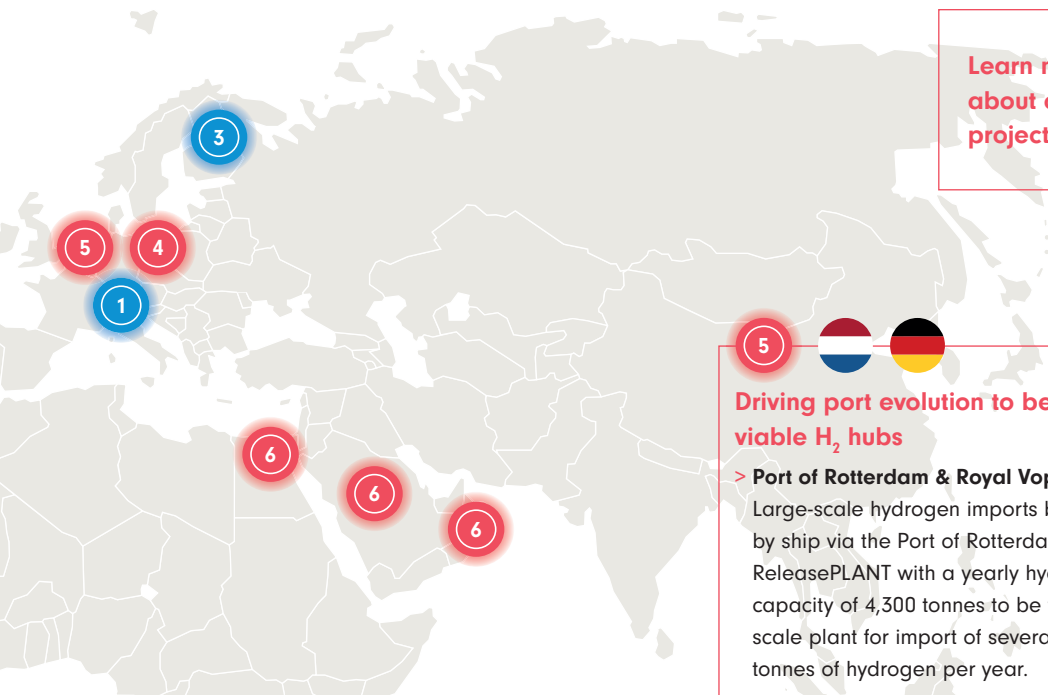 Learn
about
project
3
5
4
1
6
6
6
5
Driving port evolution to be
viable H₂ hubs
> Port of Rotterdam & Royal
Large-scale hydrogen imports
by ship via the Port of
ReleasePLANT with a yearly
capacity of 4,300 tonnes to be
scale plant for import of
tonnes of hydrogen per year.